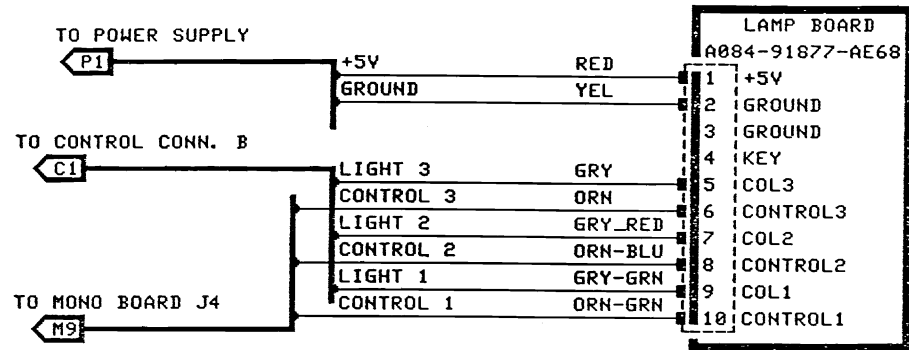 LAMP BOARD
A084-91877-AE68
TO POWER SUPPLY
P1
+5V RED 1 +5V
GROUND YEL 2 GROUND
3 GROUND
TO CONTROL CONN. B
C1
4 KEY
LIGHT 3 GRY 5 COL3
CONTROL 3 ORN 6 CONTROL3
LIGHT 2 GRY_RED 7 COL2
CONTROL 2 ORN-BLU 8 CONTROL2
LIGHT 1 GRY-GRN 9 COL1
TO MONO BOARD J4
CONTROL 1 ORN-GRN 10 CONTROL1
M9